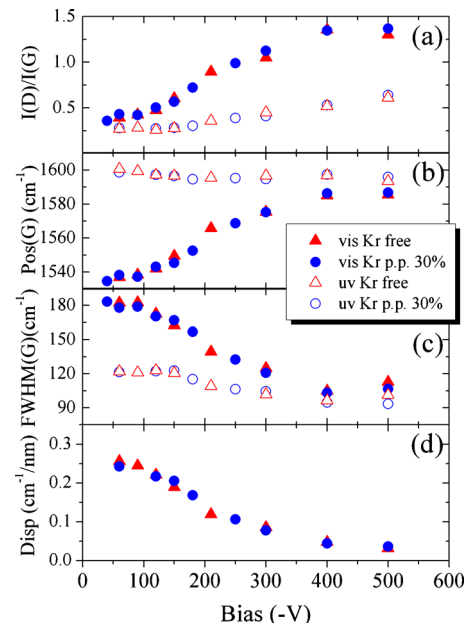 1.5
(a)
I(D)/I(G)
1.0
0.5
1600
(b)
Pos(G) (cm⁻¹)
1580
1560
1540
vis Kr free
vis Kr p.p. 30%
uv Kr free
uv Kr p.p. 30%
180
FWHM(G)(cm⁻¹)
150
(c)
120
90
(d)
0.3
Disp (cm⁻¹/nm)
0.2
0.1
0.0
0 100 200 300 400 500 600
Bias (-V)